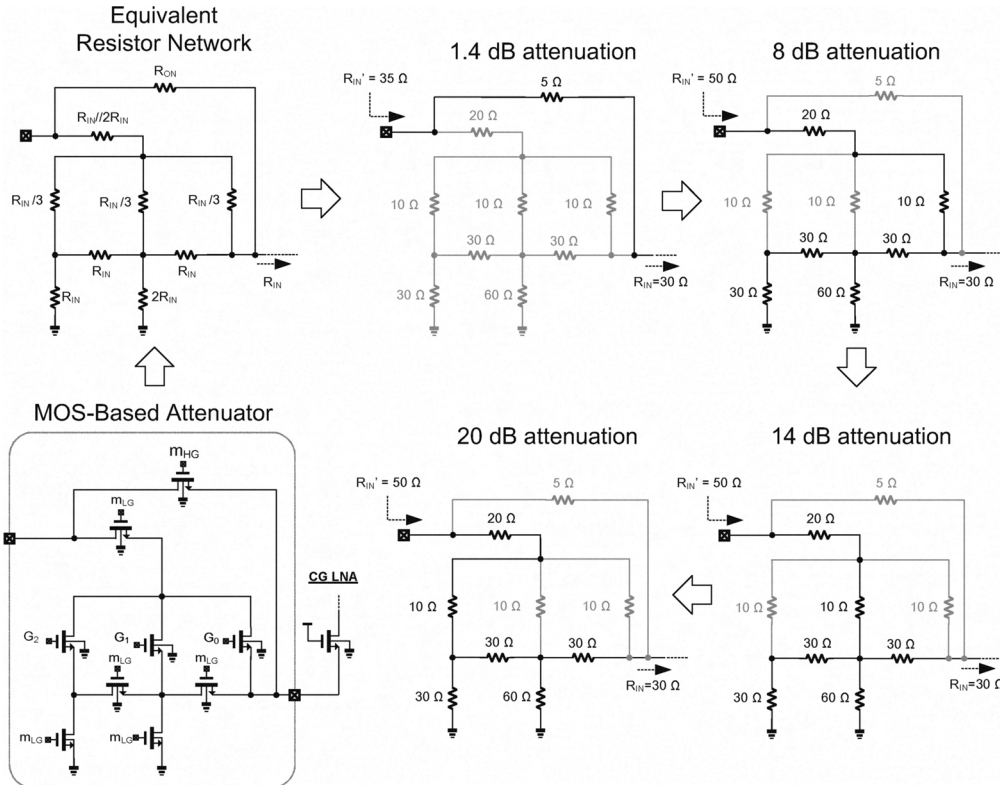 Equivalent
Resistor Network
R_ON
R_IN//2R_IN
R_IN/3
R_IN/3
R_IN/3
R_IN
R_IN
R_IN
R_IN
2R_IN
1.4 dB attenuation
R_IN' = 35 Ω
5 Ω
20 Ω
10 Ω
10 Ω
10 Ω
30 Ω
30 Ω
30 Ω
60 Ω
R_IN=30 Ω
8 dB attenuation
R_IN' = 50 Ω
5 Ω
20 Ω
10 Ω
10 Ω
10 Ω
30 Ω
30 Ω
R_IN=30 Ω
30 Ω
60 Ω
MOS-Based Attenuator
m_HG
m_LG
CG LNA
G_2
G_1
G_0
m_LG
m_LG
m_LG
m_LG
20 dB attenuation
R_IN' = 50 Ω
5 Ω
20 Ω
10 Ω
10 Ω
10 Ω
30 Ω
30 Ω
R_IN=30 Ω
30 Ω
60 Ω
14 dB attenuation
R_IN' = 50 Ω
5 Ω
20 Ω
10 Ω
10 Ω
10 Ω
30 Ω
30 Ω
R_IN=30 Ω
30 Ω
60 Ω